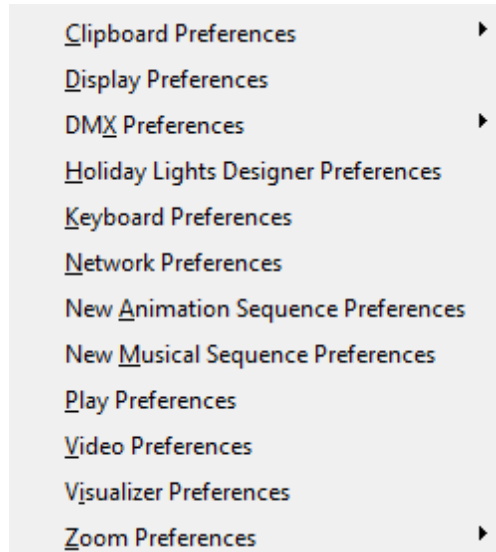 Clipboard Preferences
Display Preferences
DMX Preferences
Holiday Lights Designer Preferences
Keyboard Preferences
Network Preferences
New Animation Sequence Preferences
New Musical Sequence Preferences
Play Preferences
Video Preferences
Visualizer Preferences
Zoom Preferences